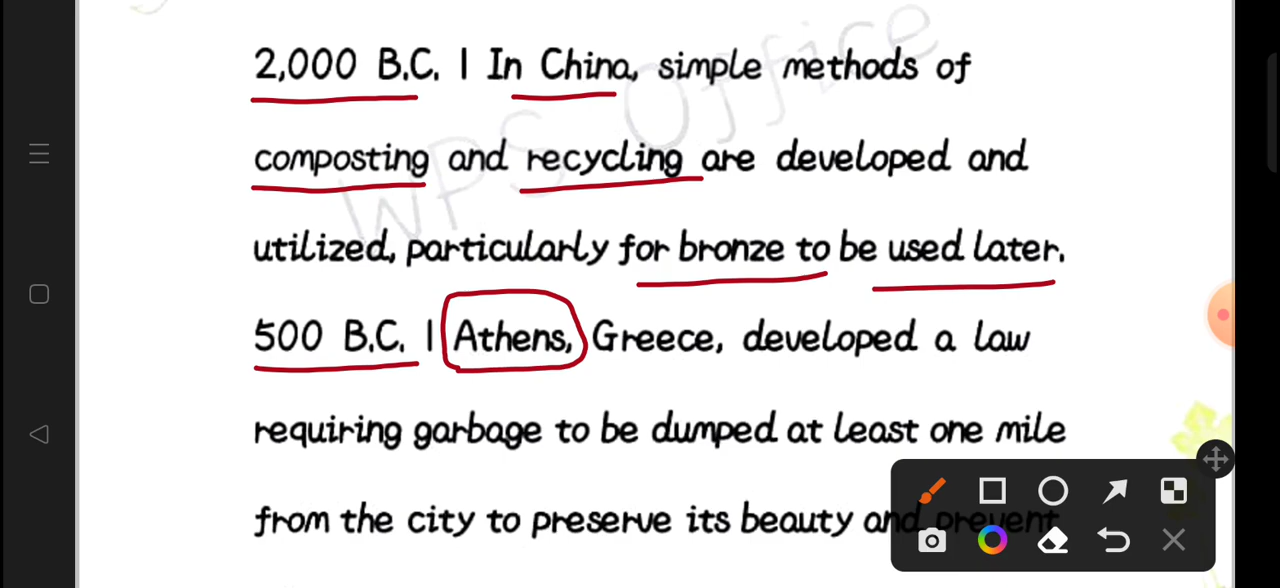 2,000 B.C. | In China, simple methods of
composting and recycling are developed and
utilized, particularly for bronze to be used later.
500 B.C. | Athens, Greece, developed a law
requiring garbage to be dumped at least one mile
from the city to preserve its beauty and prevent
WPS Office